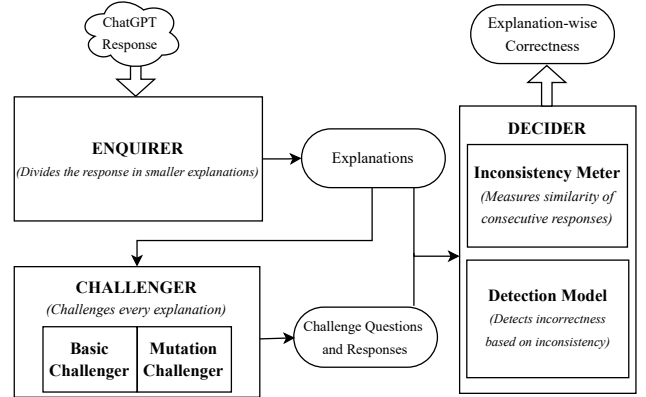 ChatGPT
Response
ENQUIRER
(Divides the response in smaller explanations)
Explanations
CHALLENGER
(Challenges every explanation)
Basic
Challenger
Mutation
Challenger
Challenge Questions
and Responses
Explanation-wise
Correctness
DECIDER
Inconsistency Meter
(Measures similarity of
consecutive responses)
Detection Model
(Detects incorrectness
based on inconsistency)